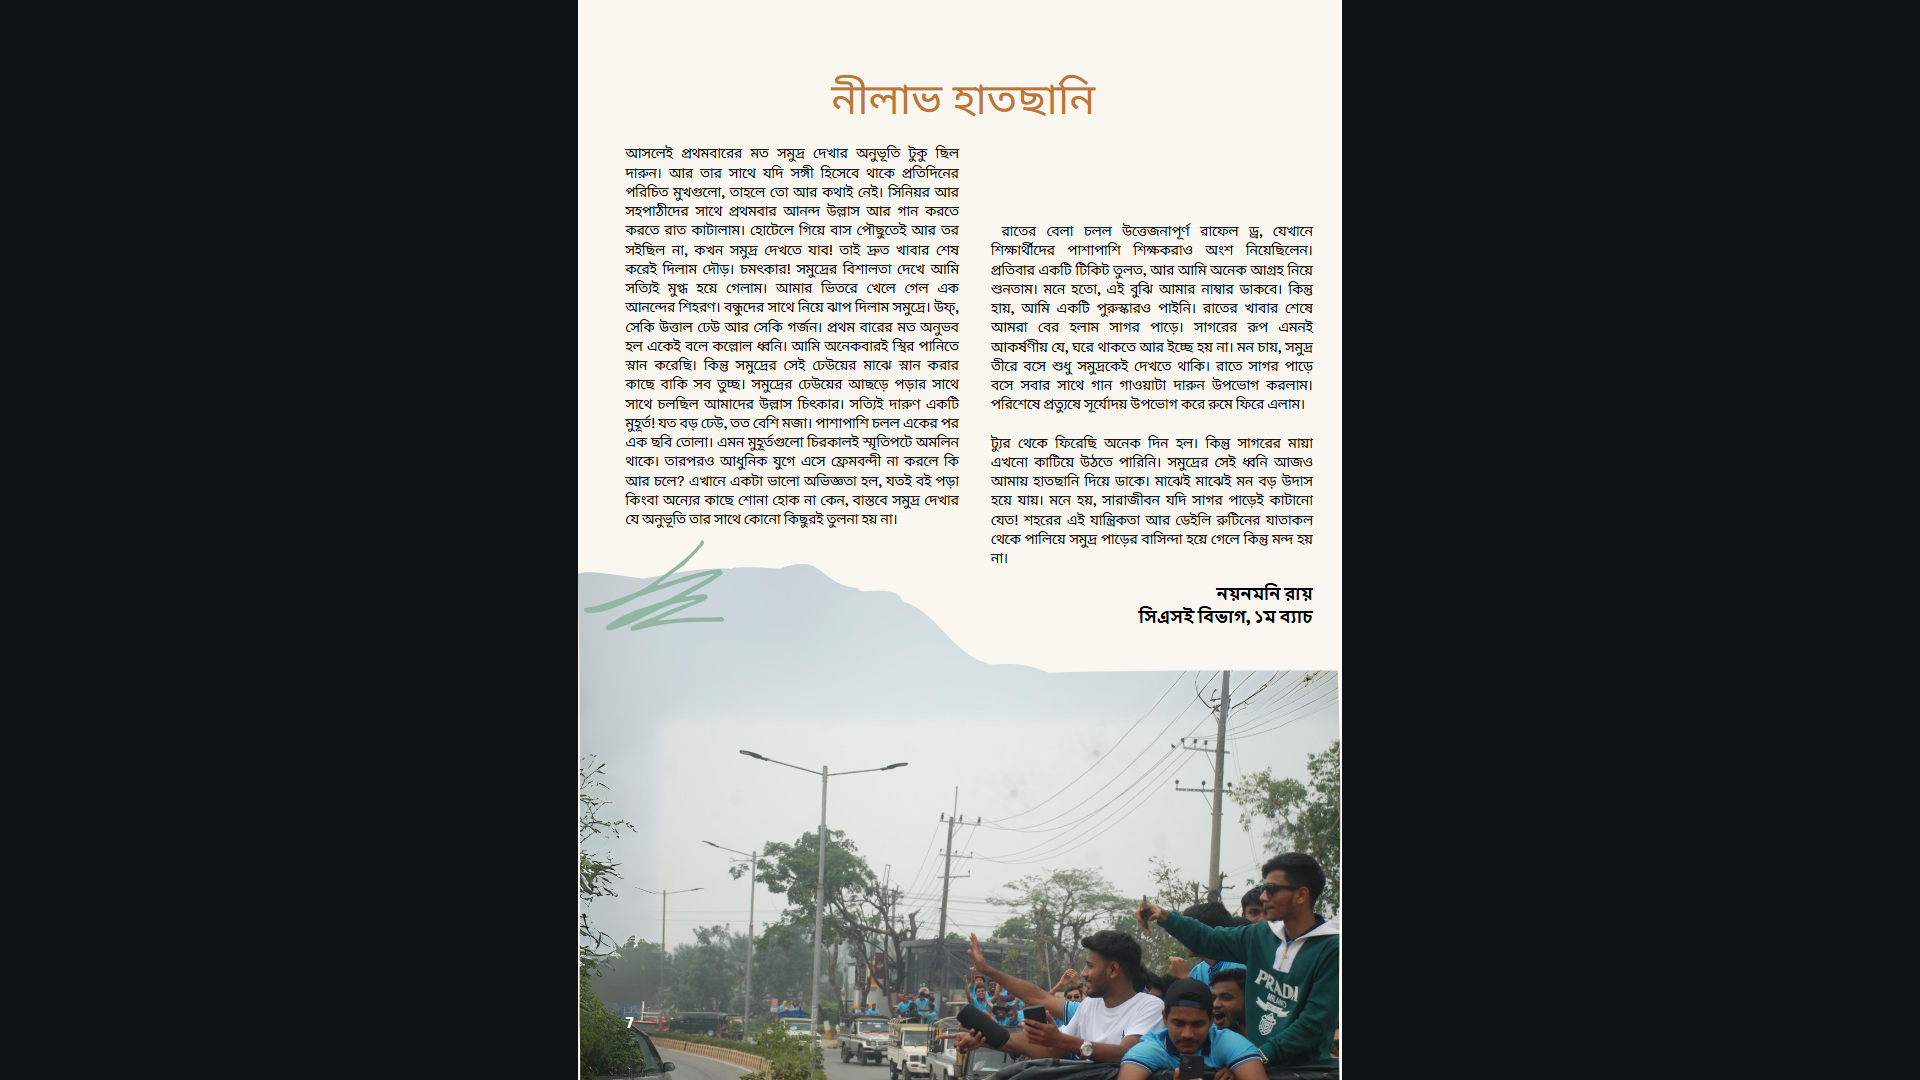 নীলাভ হাতছানি
আসলেই প্রথমবারের মত সমুদ্র দেখার অনুভূতি টুকু ছিল
দারুন। আর তার সাথে যদি সঙ্গী হিসেবে থাকে প্রতিদিনের
পরিচিত মুখগুলো, তাহলে তো আর কথাই নেই। সিনিয়র আর
সহপাঠীদের সাথে প্রথমবার আনন্দ উল্লাস আর গান করতে
করতে রাত কাটালাম। হোটেলে গিয়ে বাস পৌছুতেই আর তর
সইছিল না, কখন সমুদ্র দেখতে যাব! তাই দ্রুত খাবার শেষ
করেই দিলাম দৌড়। চমৎকার! সমুদ্রের বিশালতা দেখে আমি
সত্যিই মুগ্ধ হয়ে গেলাম। আমার ভিতরে খেলে গেল এক
আনন্দের শিহরণ। বন্ধুদের সাথে নিয়ে ঝাপ দিলাম সমুদ্রে। উফ্,
সেকি উত্তাল ঢেউ আর সেকি গর্জন। প্রথম বারের মত অনুভব
হল একেই বলে কল্লোল ধ্বনি। আমি অনেকবারই স্থির পানিতে
স্নান করেছি। কিন্তু সমুদ্রের সেই ঢেউয়ের মাঝে স্নান করার
কাছে বাকি সব তুচ্ছ। সমুদ্রের ঢেউয়ের আছড়ে পড়ার সাথে
সাথে চলছিল আমাদের উল্লাস চিৎকার। সত্যিই দারুণ একটি
মুহূর্ত! যত বড় ঢেউ, তত বেশি মজা। পাশাপাশি চলল একের পর
এক ছবি তোলা। এমন মুহূর্তগুলো চিরকালই স্মৃতিপটে অমলিন
থাকে। তারপরও আধুনিক যুগে এসে ফ্রেমবন্দী না করলে কি
আর চলে? এখানে একটা ভালো অভিজ্ঞতা হল, যতই বই পড়া
কিংবা অন্যের কাছে শোনা হোক না কেন, বাস্তবে সমুদ্র দেখার
যে অনুভূতি তার সাথে কোনো কিছুরই তুলনা হয় না।
রাতের বেলা চলল উত্তেজনাপূর্ণ রাফেল ড্র, যেখানে
শিক্ষার্থীদের পাশাপাশি শিক্ষকরাও অংশ নিয়েছিলেন।
প্রতিবার একটি টিকিট তুলত, আর আমি অনেক আগ্রহ নিয়ে
শুনতাম। মনে হতো, এই বুঝি আমার নাম্বার ডাকবে। কিন্তু
হায়, আমি একটি পুরুস্কারও পাইনি। রাতের খাবার শেষে
আমরা বের হলাম সাগর পাড়ে। সাগরের রূপ এমনই
আকর্ষণীয় যে, ঘরে থাকতে আর ইচ্ছে হয় না। মন চায়, সমুদ্র
তীরে বসে শুধু সমুদ্রকেই দেখতে থাকি। রাতে সাগর পাড়ে
বসে সবার সাথে গান গাওয়াটা দারুন উপভোগ করলাম।
পরিশেষে প্রত্যুষে সূর্যোদয় উপভোগ করে রুমে ফিরে এলাম।
ট্যুর থেকে ফিরেছি অনেক দিন হল। কিন্তু সাগরের মায়া
এখনো কাটিয়ে উঠতে পারিনি। সমুদ্রের সেই ধ্বনি আজও
আমায় হাতছানি দিয়ে ডাকে। মাঝেই মাঝেই মন বড় উদাস
হয়ে যায়। মনে হয়, সারাজীবন যদি সাগর পাড়েই কাটানো
যেত! শহরের এই যান্ত্রিকতা আর ডেইলি রুটিনের যাতাকল
থেকে পালিয়ে সমুদ্র পাড়ের বাসিন্দা হয়ে গেলে কিন্তু মন্দ হয়
না।
নয়নমনি রায়
সিএসই বিভাগ, ১ম ব্যাচ
PRADA
MILANO
7